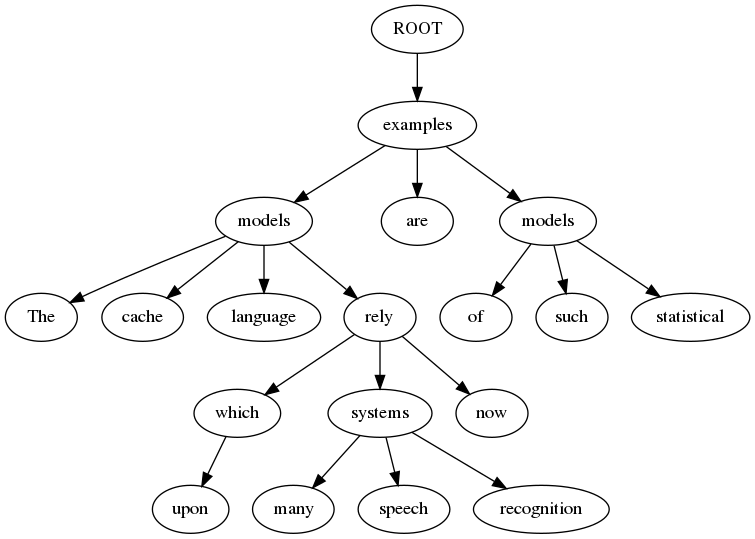 ROOT
examples
models are models
The cache language rely of such statistical
which systems now
upon many speech recognition